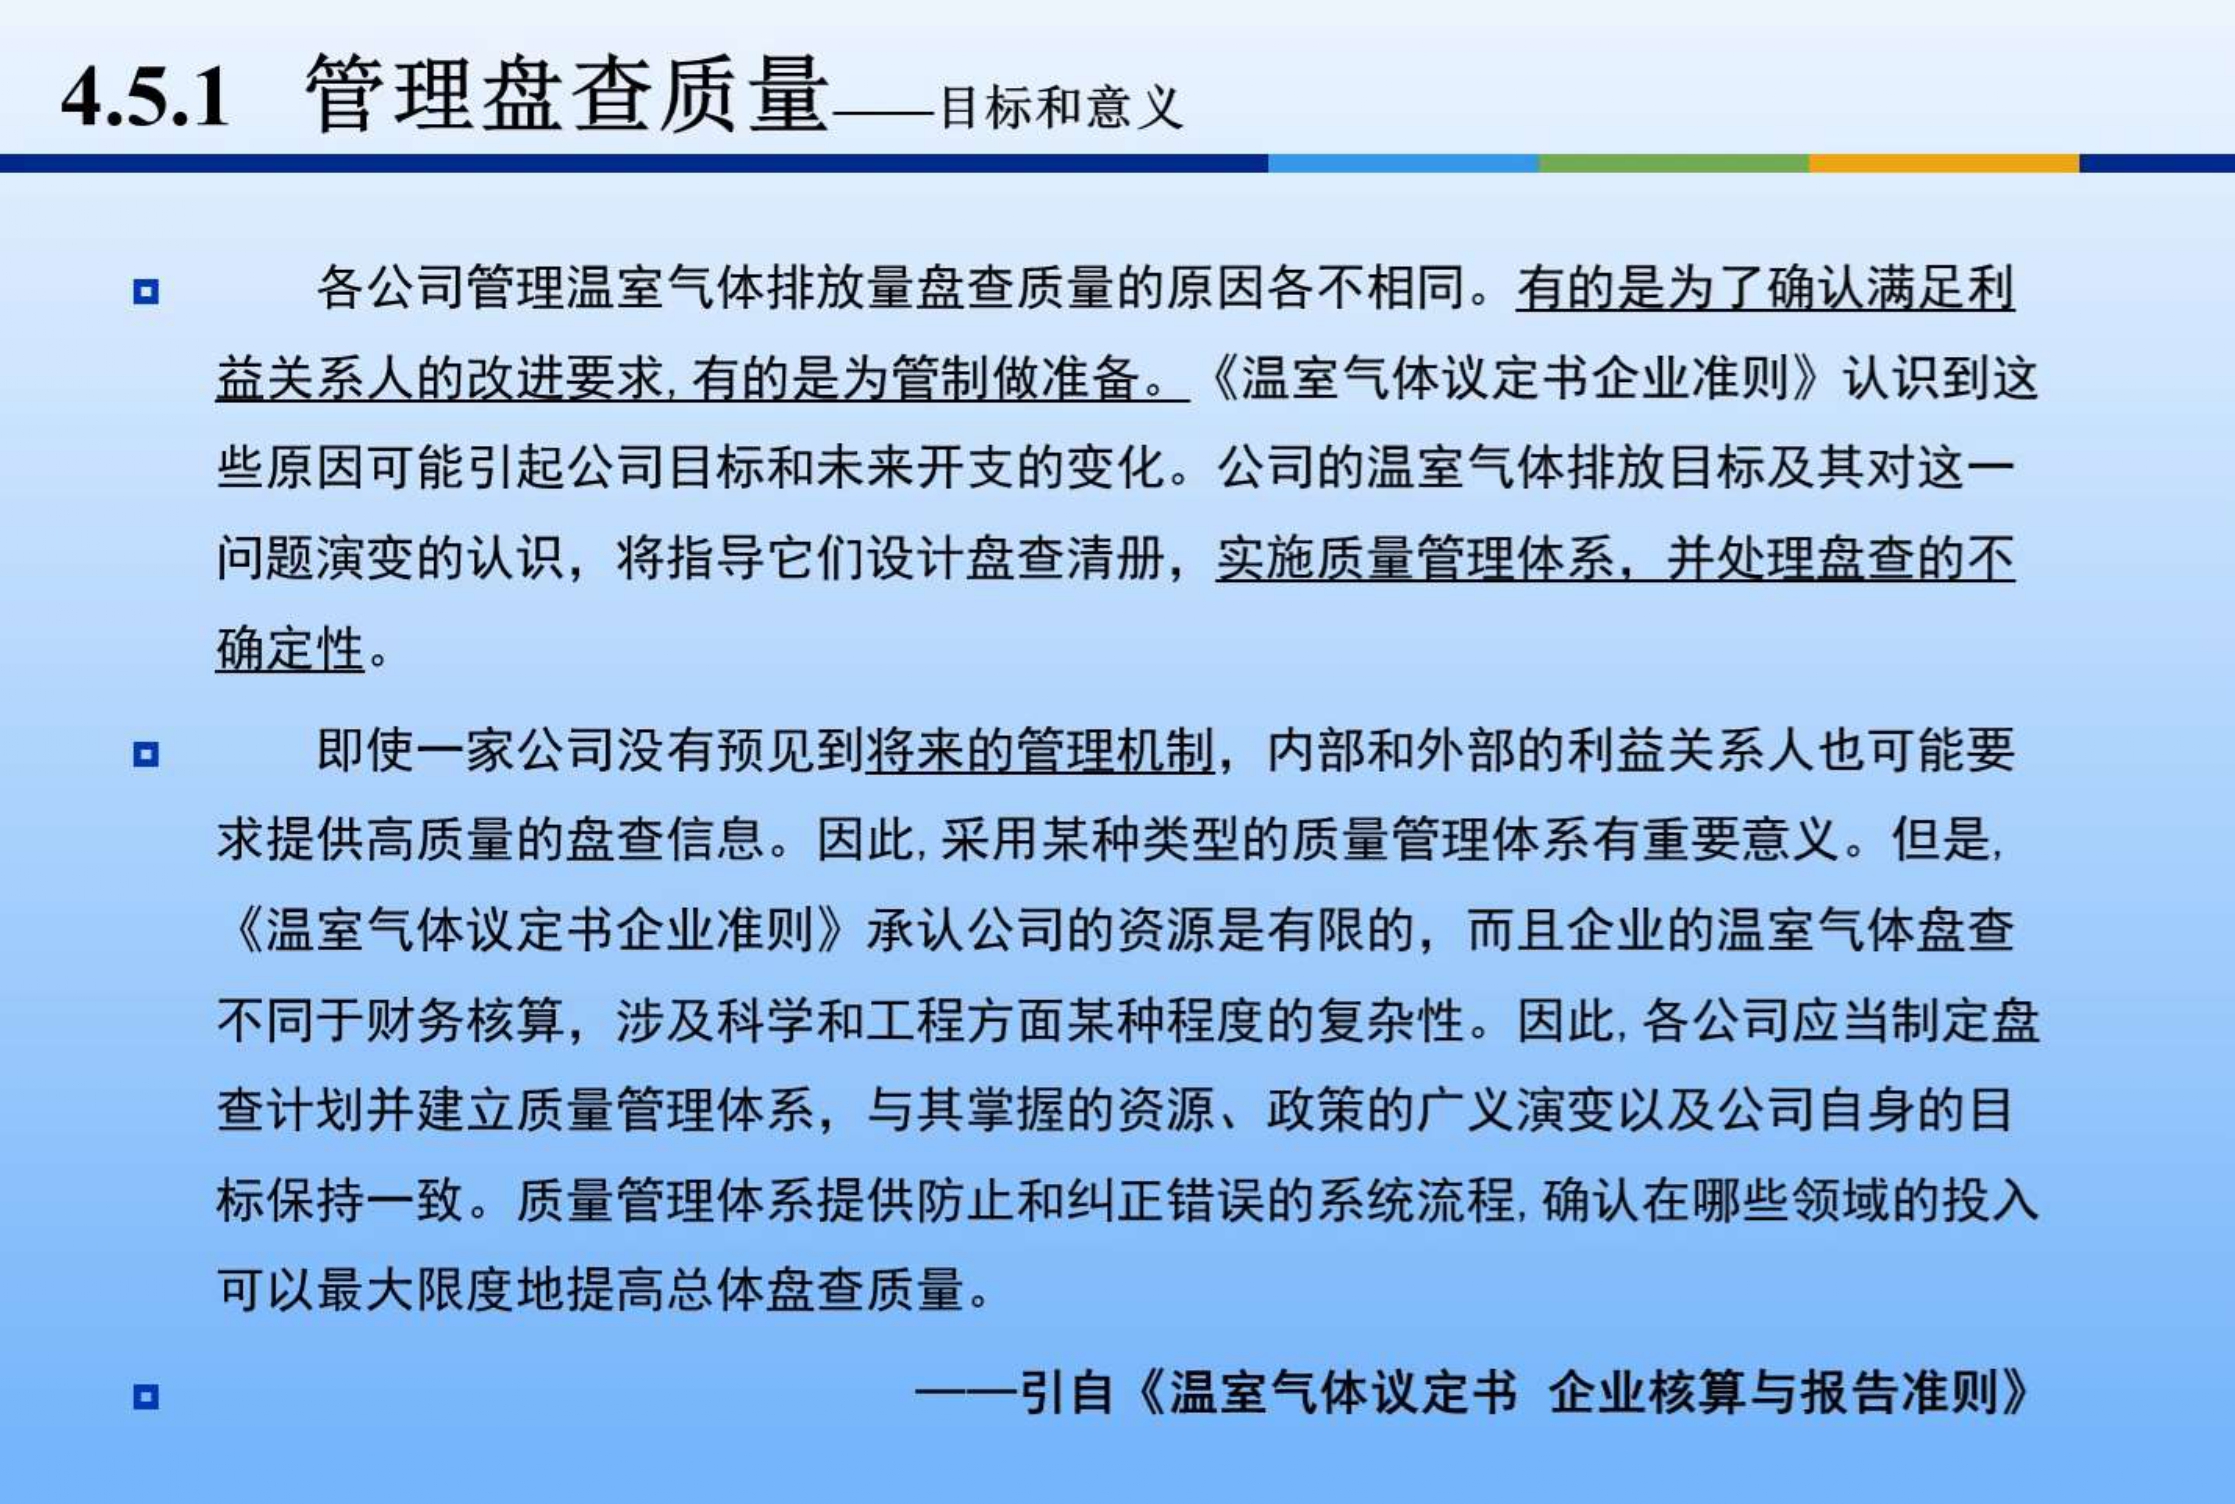 4.5.1 管理盘查质量——目标和意义
各公司管理温室气体排放量盘查质量的原因各不相同。有的是为了确认满足利
益关系人的改进要求,有的是为管制做准备。《温室气体议定书企业准则》认识到这
些原因可能引起公司目标和未来开支的变化。公司的温室气体排放目标及其对这一
问题演变的认识，将指导它们设计盘查清册，实施质量管理体系，并处理盘查的不
确定性。
即使一家公司没有预见到将来的管理机制，内部和外部的利益关系人也可能要
求提供高质量的盘查信息。因此,采用某种类型的质量管理体系有重要意义。但是,
《温室气体议定书企业准则》承认公司的资源是有限的，而且企业的温室气体盘查
不同于财务核算，涉及科学和工程方面某种程度的复杂性。因此,各公司应当制定盘
查计划并建立质量管理体系，与其掌握的资源、政策的广义演变以及公司自身的目
标保持一致。质量管理体系提供防止和纠正错误的系统流程,确认在哪些领域的投入
可以最大限度地提高总体盘查质量。
——引自《温室气体议定书 企业核算与报告准则》